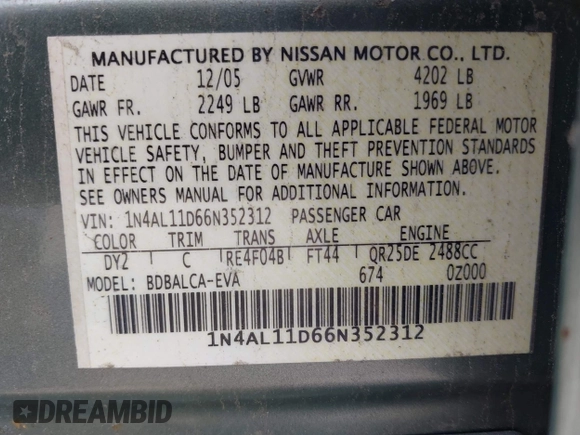 MANUFACTURED BY NISSAN MOTOR CO., LTD.
DATE 12/05 GVWR 4202 LB
GAWR FR. 2249 LB GAWR RR. 1969 LB
THIS VEHICLE CONFORMS TO ALL APPLICABLE FEDERAL MOTOR
VEHICLE SAFETY, BUMPER AND THEFT PREVENTION STANDARDS
IN EFFECT ON THE DATE OF MANUFACTURE SHOWN ABOVE.
SEE OWNERS MANUAL FOR ADDITIONAL INFORMATION.
VIN: 1N4AL11D66N352312 PASSENGER CAR
COLOR TRIM TRANS AXLE ENGINE
DY2 C RE4F04B FT44 QR25DE 2488CC
MODEL: BDBALCA-EVA 674 0Z000
1N4AL11D66N352312
DREAMBID